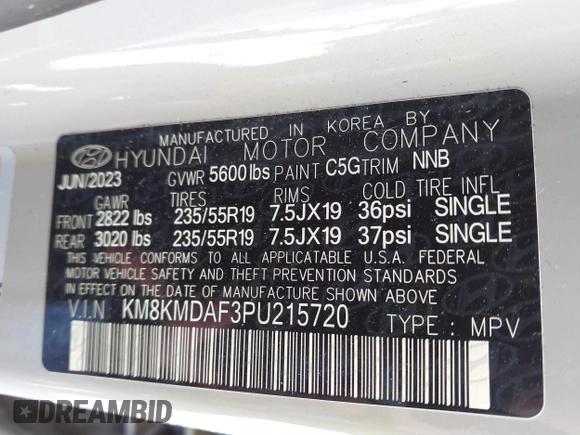 MANUFACTURED IN KOREA BY
HYUNDAI MOTOR COMPANY
JUN/2023 GVWR 5600 lbs PAINT C5G TRIM NNB
GAWR TIRES RIMS COLD TIRE INFL
FRONT 2822 lbs 235/55R19 7.5JX19 36psi SINGLE
REAR 3020 lbs 235/55R19 7.5JX19 37psi SINGLE
THIS VEHICLE CONFORMS TO ALL APPLICATABLE U.S.A. FEDERAL
MOTOR VEHICLE SAFETY AND THEFT PREVENTION STANDARDS
IN EFFECT ON THE DATE OF MANUFACTURE SHOWN ABOVE
V.I.N KM8KMDAF3PU215720 TYPE : MPV
DREAMBID